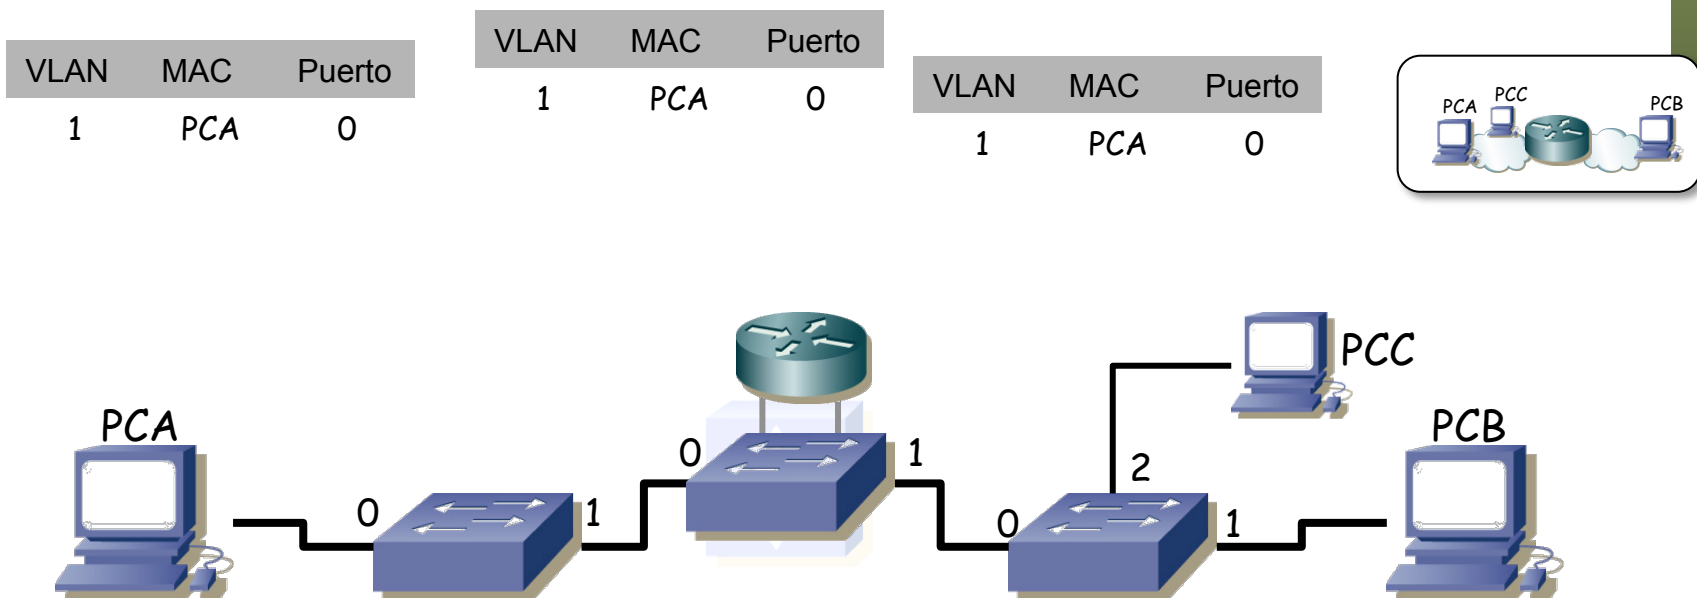 VLAN MAC Puerto
1 PCA 0
VLAN MAC Puerto
1 PCA 0
VLAN MAC Puerto
1 PCA 0
PCA PCC PCB
PCA
0
1
0
1
0
2
1
PCC
PCB